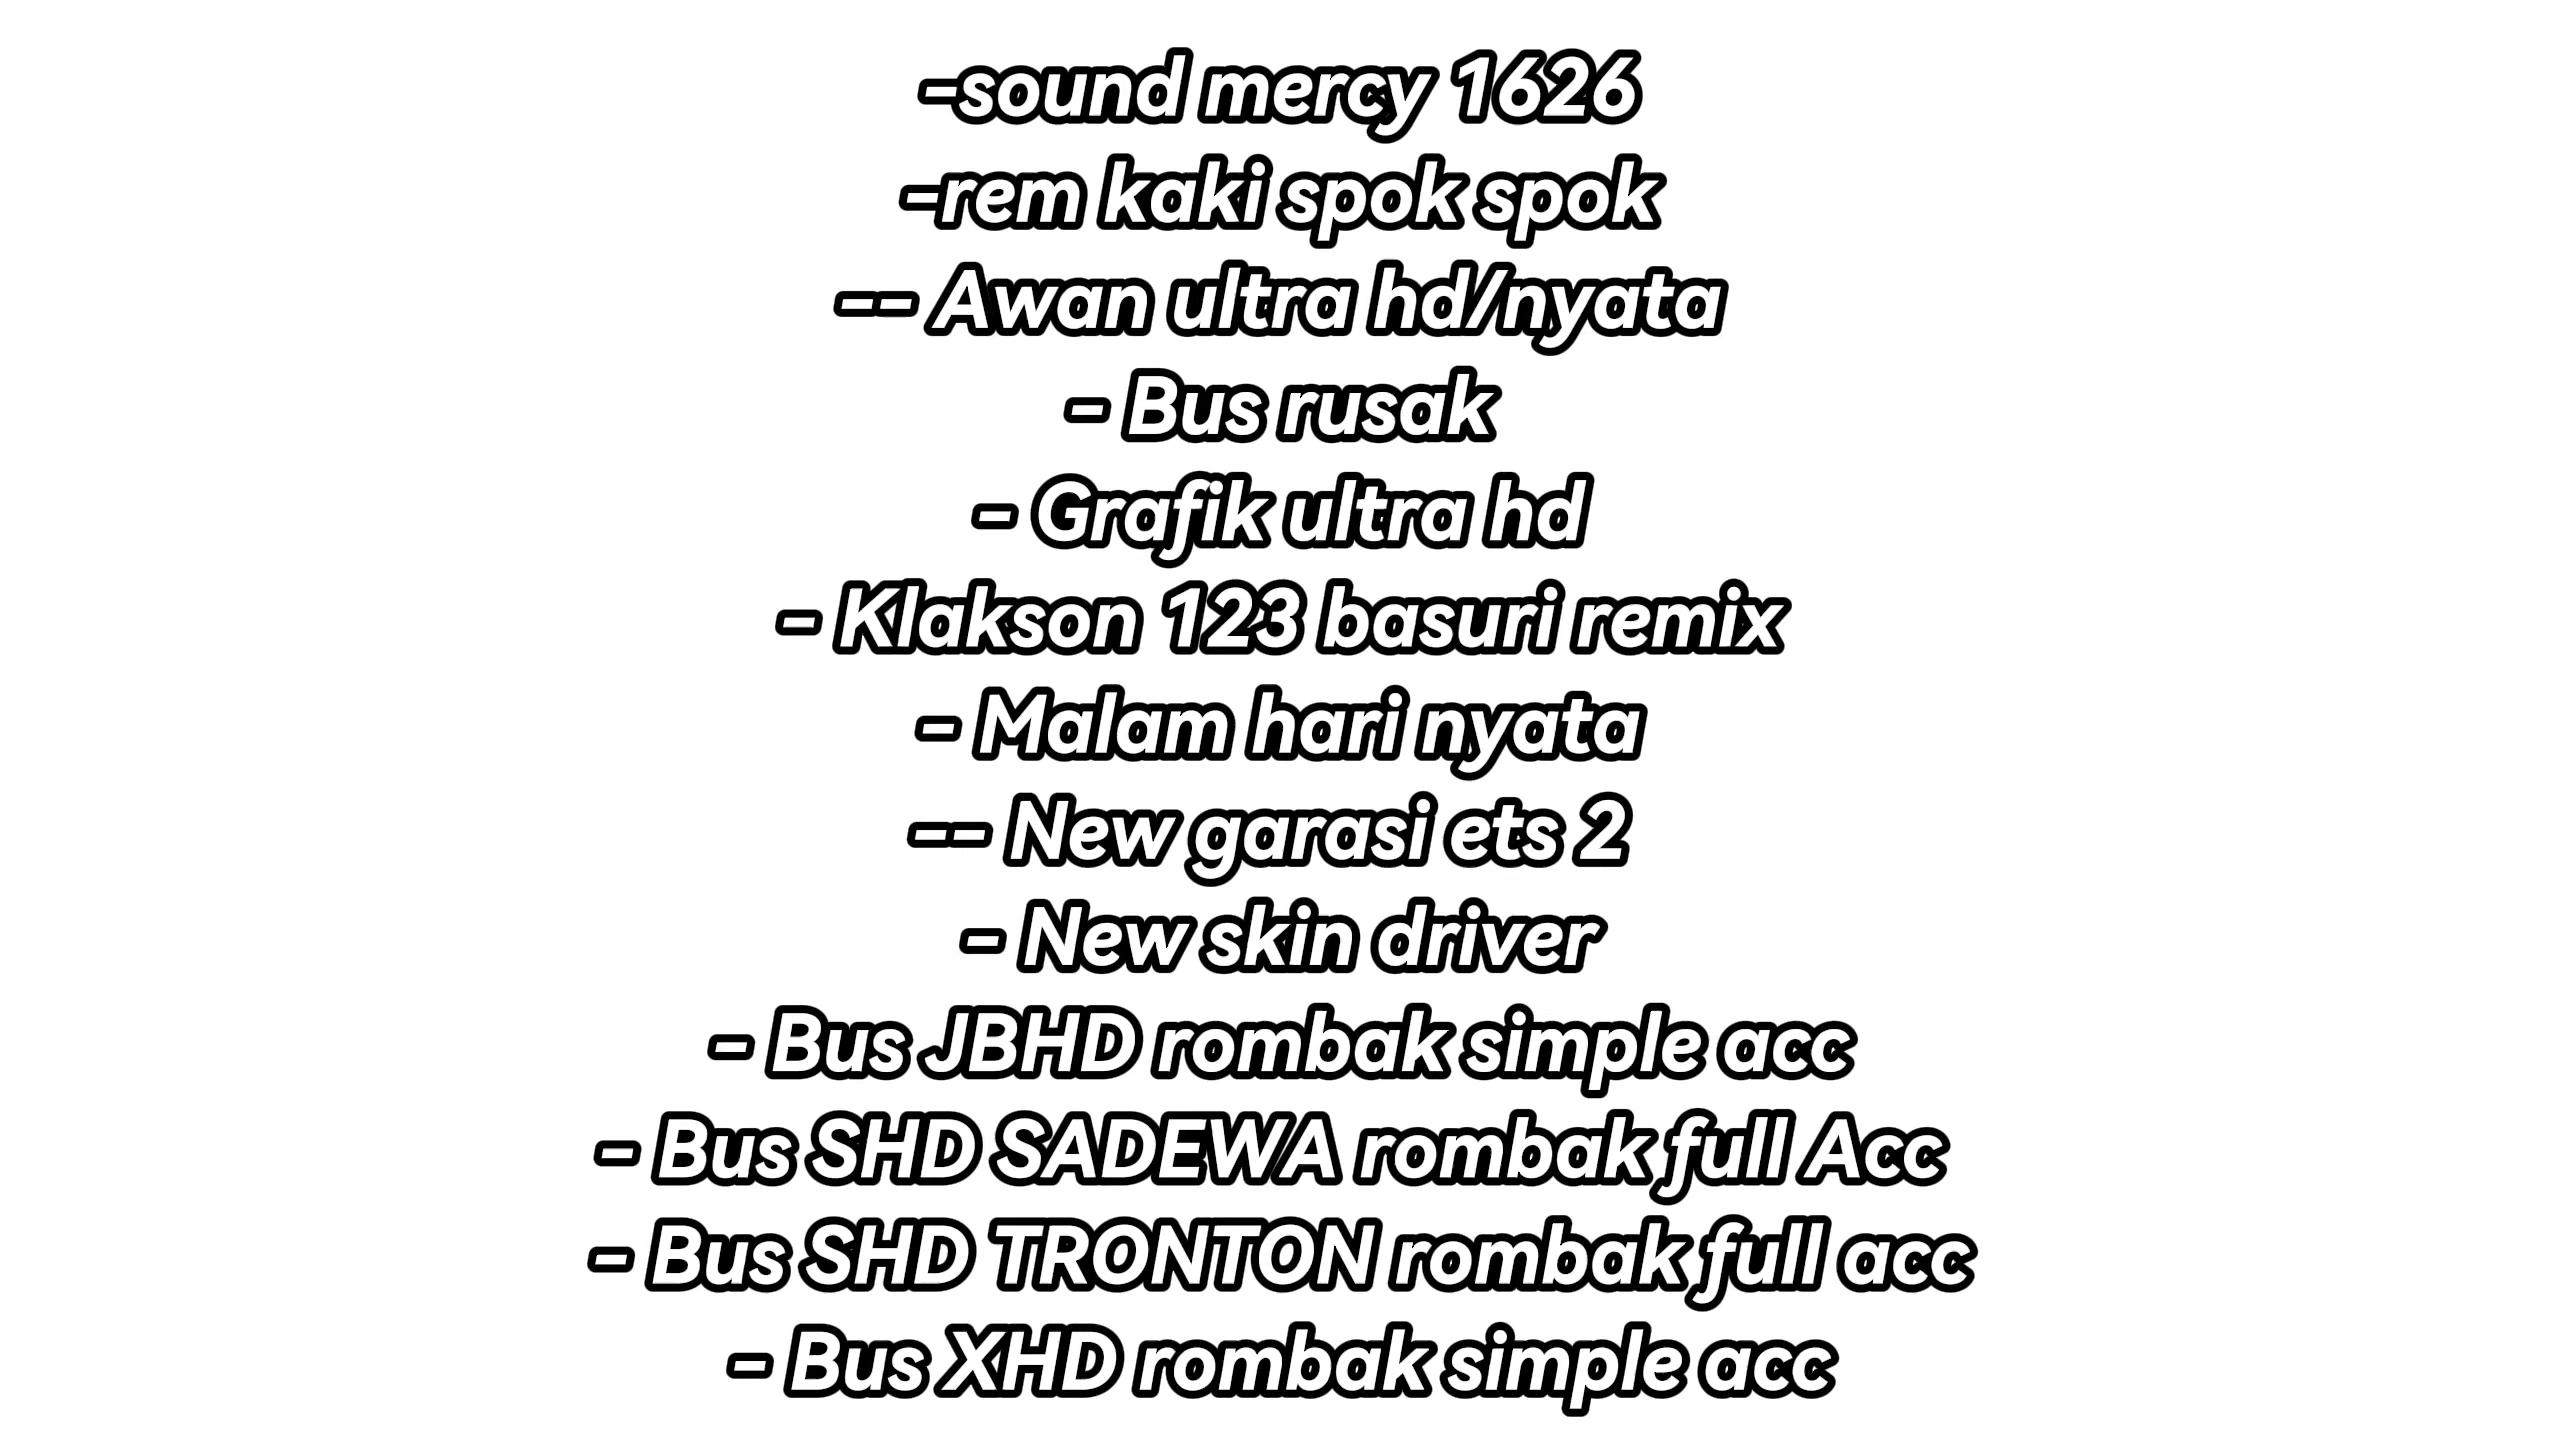 -sound mercy 1626
-rem kaki spok spok
-- Awan ultra hd/nyata
- Bus rusak
- Grafik ultra hd
- Klakson 123 basuri remix
- Malam hari nyata
-- New garasi ets 2
- New skin driver
- Bus JBHD rombak simple acc
- Bus SHD SADEWA rombak full Acc
- Bus SHD TRONTON rombak full acc
- Bus XHD rombak simple acc